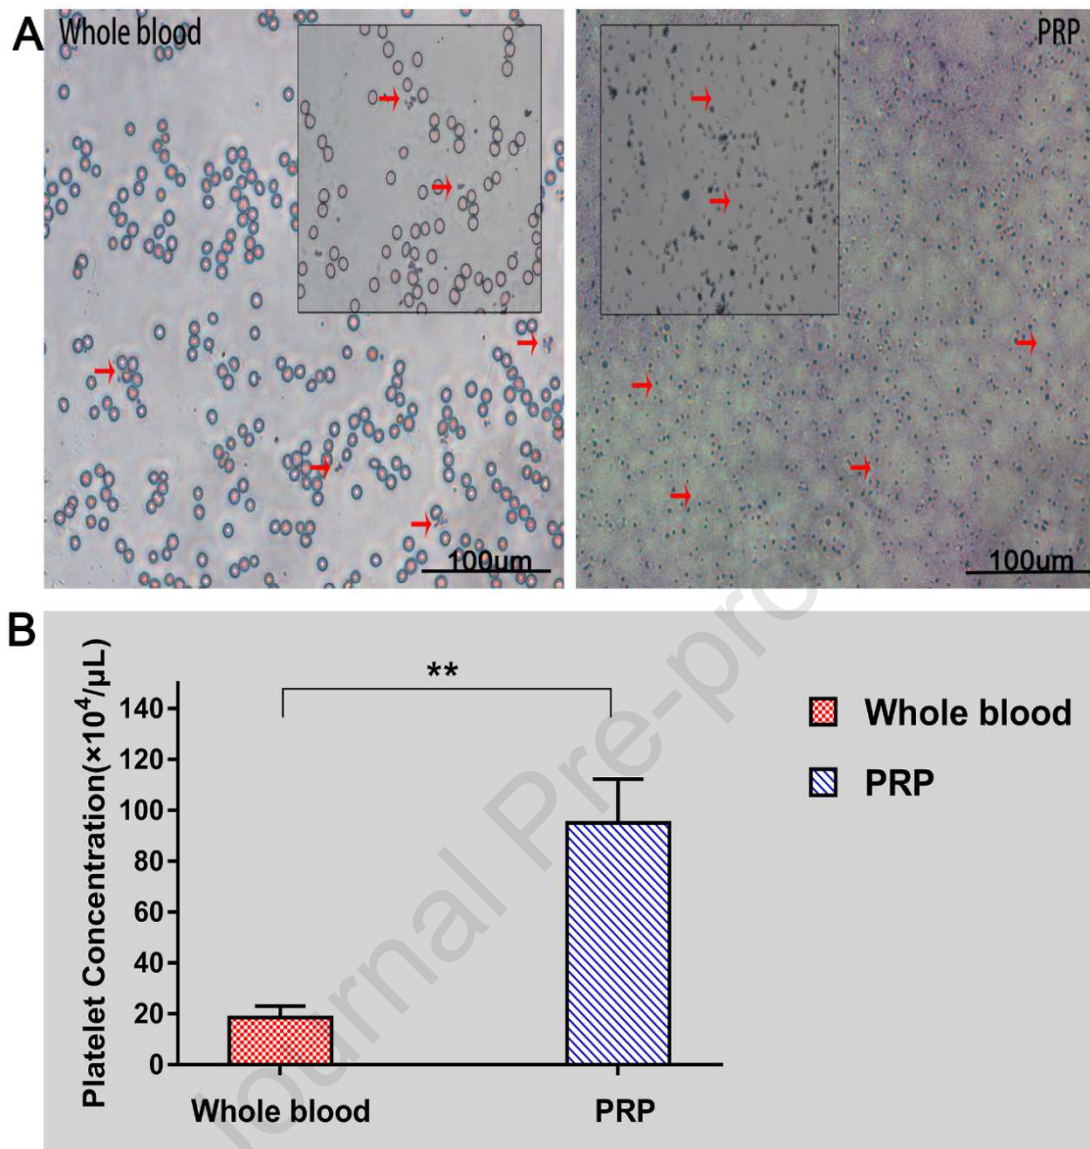 A
Whole blood
PRP
100um
100um
B
Platelet Concentration(×10⁴/µL)
140
120
100
80
60
40
20
0
**
Whole blood
PRP
Whole blood
PRP
Journal Pre-proof